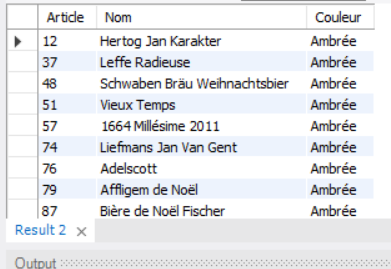 Article Nom Couleur
12 Hertog Jan Karakter Ambrée
37 Leffe Radieuse Ambrée
48 Schwaben Bräu Weihnachtsbier Ambrée
51 Vieux Temps Ambrée
57 1664 Millésime 2011 Ambrée
74 Liefmans Jan Van Gent Ambrée
76 Adelscott Ambrée
79 Affligem de Noël Ambrée
87 Bière de Noël Fischer Ambrée
Result 2 ×
Output